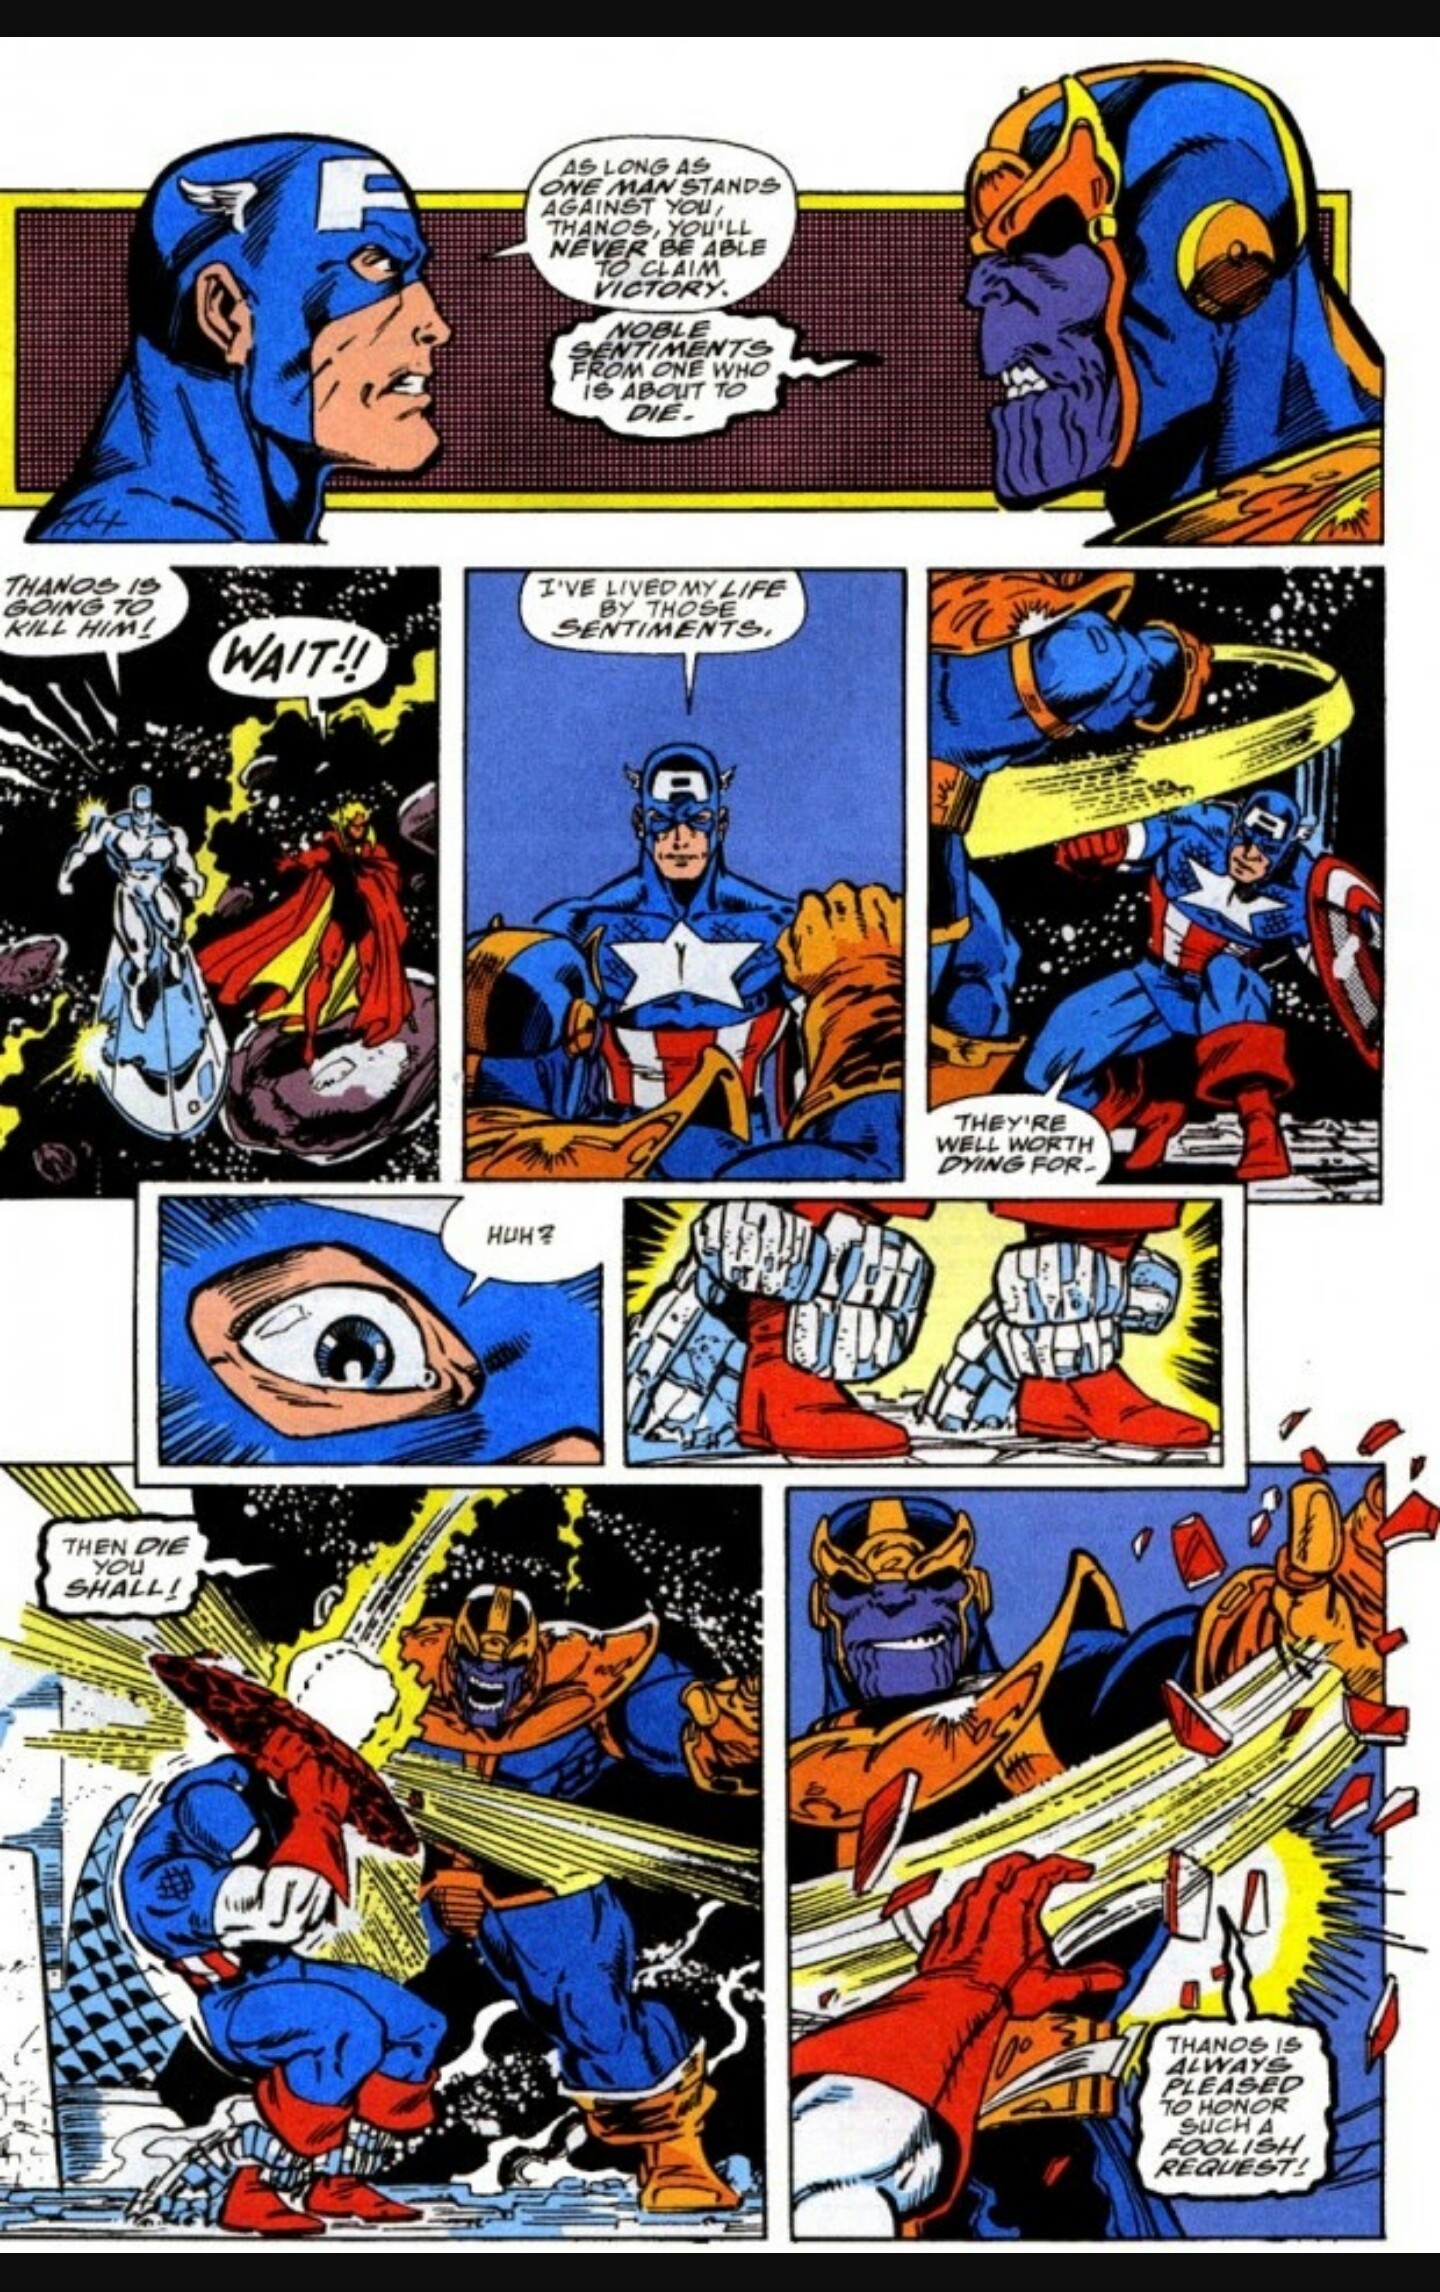 AS LONG AS
ONE MAN STANDS
AGAINST YOU,
THANOS, YOU'LL
NEVER BE ABLE
TO CLAIM
VICTORY.
NOBLE
SENTIMENTS
FROM ONE WHO
IS ABOUT TO
DIE.
THANOS IS
GOING TO
KILL HIM!
WAIT!!
I'VE LIVED MY LIFE
BY THOSE
SENTIMENTS.
THEY'RE
WELL WORTH
DYING FOR.
HUH?
THEN DIE
YOU
SHALL!
THANOS IS
ALWAYS
PLEASED
TO HONOR
SUCH A
FOOLISH
REQUEST!